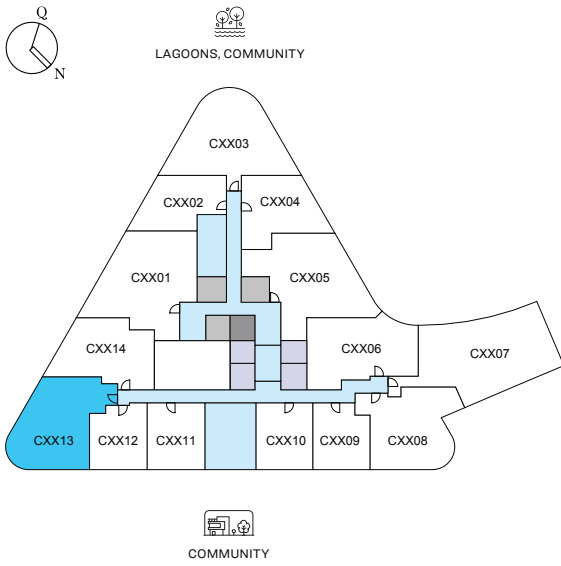 Q
N
LAGOONS, COMMUNITY
CXX03
CXX02
CXX04
CXX01
CXX05
CXX14
CXX06
CXX07
CXX13
CXX12
CXX11
CXX10
CXX09
CXX08
COMMUNITY